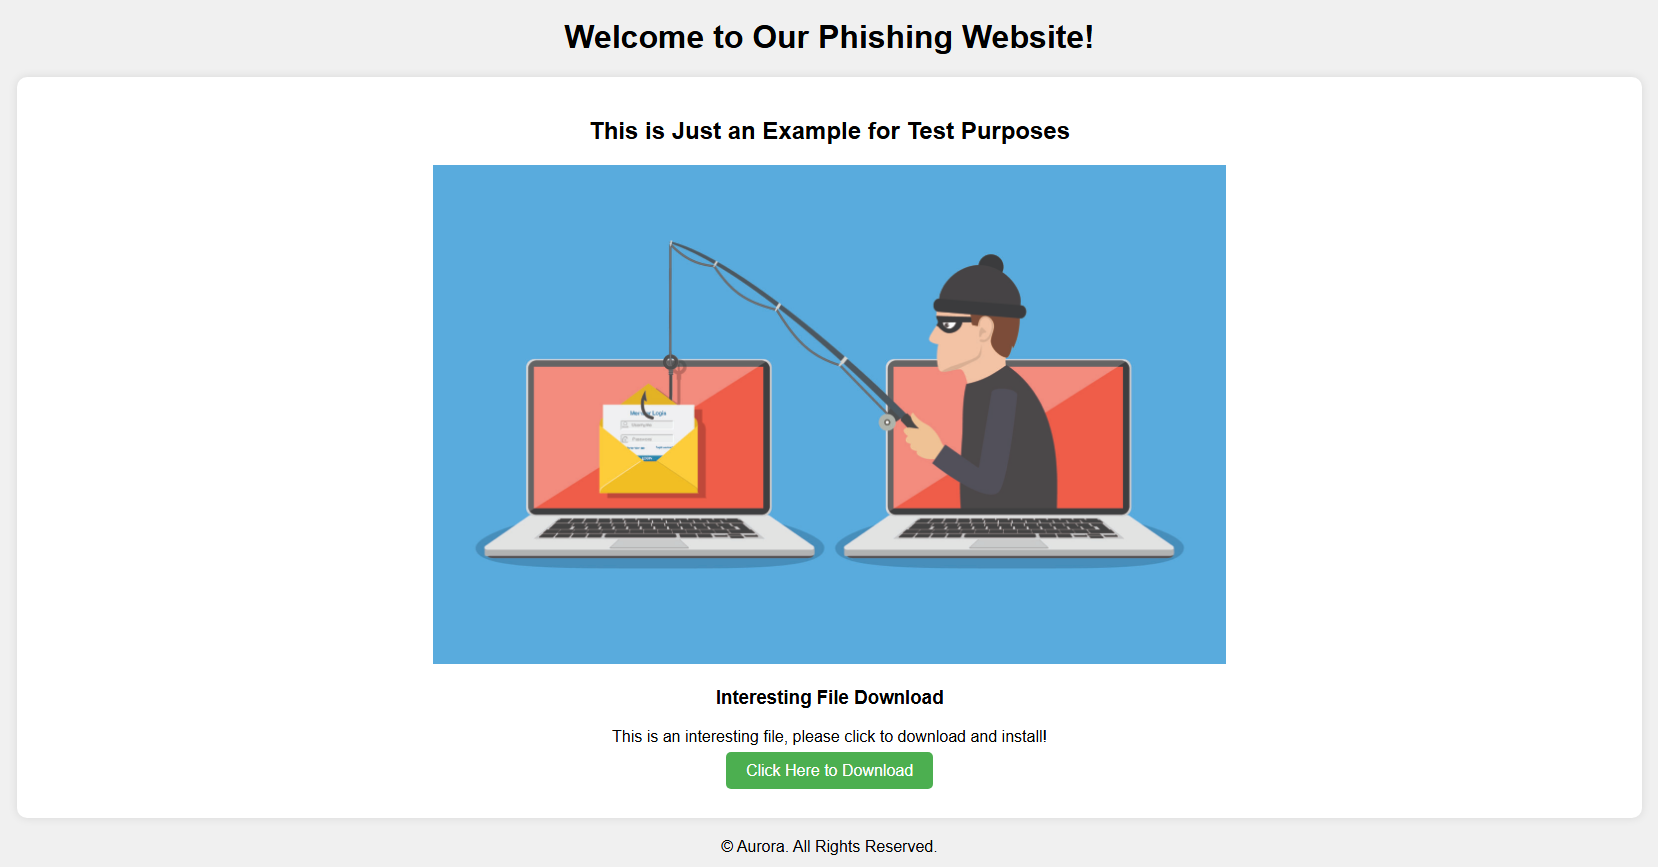 Welcome to Our Phishing Website!
This is Just an Example for Test Purposes
Login
Interesting File Download
This is an interesting file, please click to download and install!
Click Here to Download
© Aurora. All Rights Reserved.